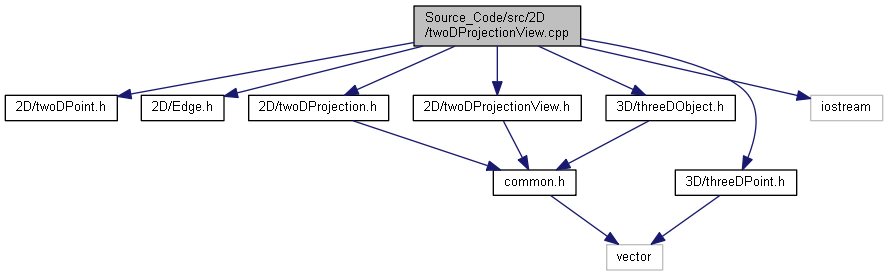 Source_Code/src/2D
/twoDProjectionView.cpp
2D/twoDPoint.h
2D/Edge.h
2D/twoDProjection.h
2D/twoDProjectionView.h
3D/threeDObject.h
iostream
common.h
3D/threeDPoint.h
vector